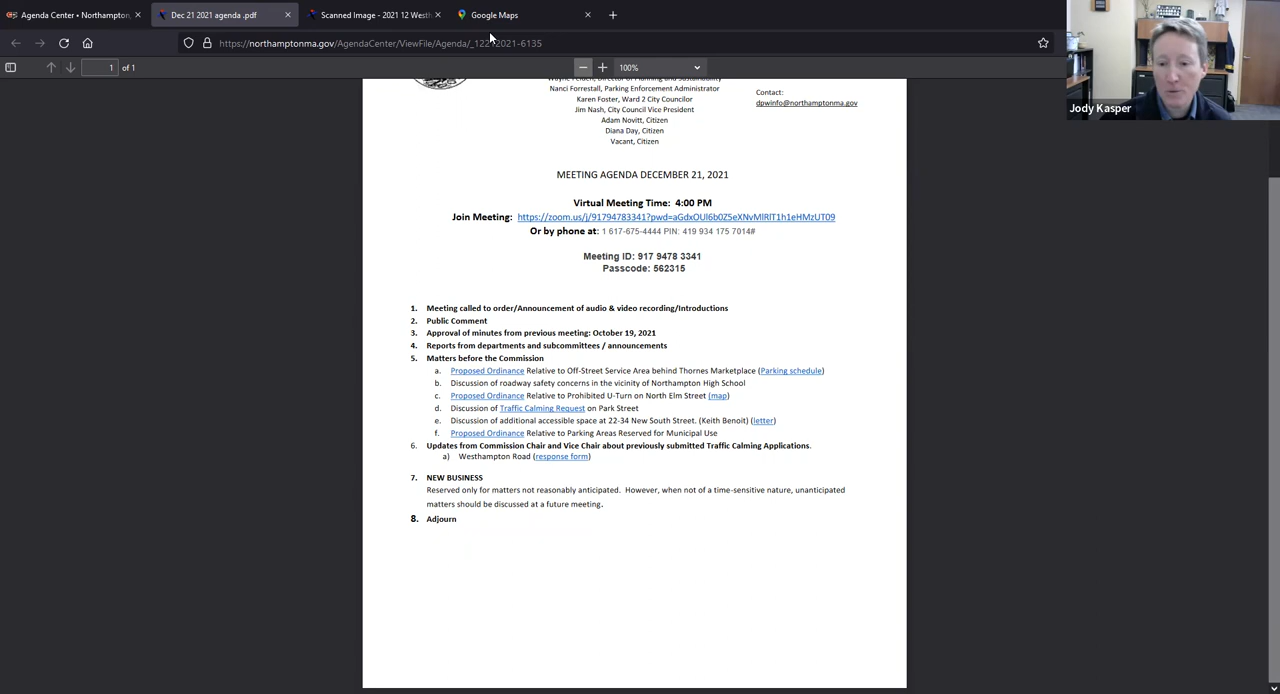 Agenda Center • Northampton,
Dec 21 2021 agenda .pdf
Scanned Image - 2021 12 Westh
Google Maps
https://northamptonma.gov/AgendaCenter/ViewFile/Agenda/_122 2021-6135
1 of 1
100%
Wayne Feiden, Director of Planning and Sustainability
Nanci Forrestall, Parking Enforcement Administrator
Karen Foster, Ward 2 City Councilor
Jim Nash, City Council Vice President
Adam Novitt, Citizen
Diana Day, Citizen
Vacant, Citizen
Contact:
dpwinfo@northamptonma.gov
Jody Kasper
MEETING AGENDA DECEMBER 21, 2021
Virtual Meeting Time: 4:00 PM
Join Meeting: https://zoom.us/j/91794783341?pwd=aGdxOUl6b0Z5eXNvMlRlT1h1eHMzUT09
Or by phone at: 1 617-675-4444 PIN: 419 934 175 7014#
Meeting ID: 917 9478 3341
Passcode: 562315
1. Meeting called to order/Announcement of audio & video recording/Introductions
2. Public Comment
3. Approval of minutes from previous meeting: October 19, 2021
4. Reports from departments and subcommittees / announcements
5. Matters before the Commission
a. Proposed Ordinance Relative to Off-Street Service Area behind Thornes Marketplace (Parking schedule)
b. Discussion of roadway safety concerns in the vicinity of Northampton High School
c. Proposed Ordinance Relative to Prohibited U-Turn on North Elm Street (map)
d. Discussion of Traffic Calming Request on Park Street
e. Discussion of additional accessible space at 22-34 New South Street. (Keith Benoit) (letter)
f. Proposed Ordinance Relative to Parking Areas Reserved for Municipal Use
6. Updates from Commission Chair and Vice Chair about previously submitted Traffic Calming Applications.
a) Westhampton Road (response form)
7. NEW BUSINESS
Reserved only for matters not reasonably anticipated. However, when not of a time-sensitive nature, unanticipated
matters should be discussed at a future meeting.
8. Adjourn